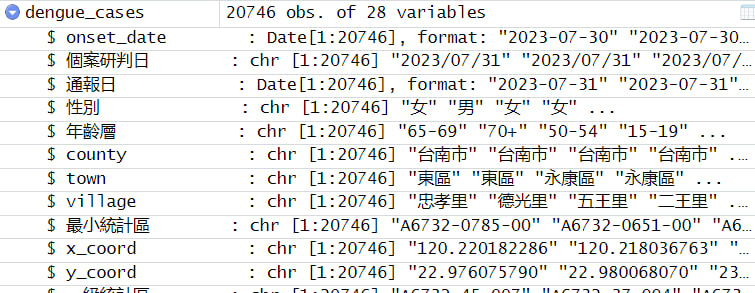 dengue_cases 20746 obs. of 28 variables
$ onset_date : Date[1:20746], format: "2023-07-30" "2023-07-30…
$ 個案研判日 : chr [1:20746] "2023/07/31" "2023/07/31" "2023/07/…
$ 通報日 : Date[1:20746], format: "2023-07-31" "2023-07-31"…
$ 性別 : chr [1:20746] "女" "男" "女" "女" ...
$ 年齡層 : chr [1:20746] "65-69" "70+" "50-54" "15-19" ...
$ county : chr [1:20746] "台南市" "台南市" "台南市" "台南市" .…
$ town : chr [1:20746] "東區" "東區" "永康區" "永康區" ...
$ village : chr [1:20746] "忠孝里" "德光里" "五王里" "二王里" .…
$ 最小統計區 : chr [1:20746] "A6732-0785-00" "A6732-0651-00" "A6…
$ x_coord : chr [1:20746] "120.220182286" "120.218036763" "…
$ y_coord : chr [1:20746] "22.976075790" "22.980068070" "23…